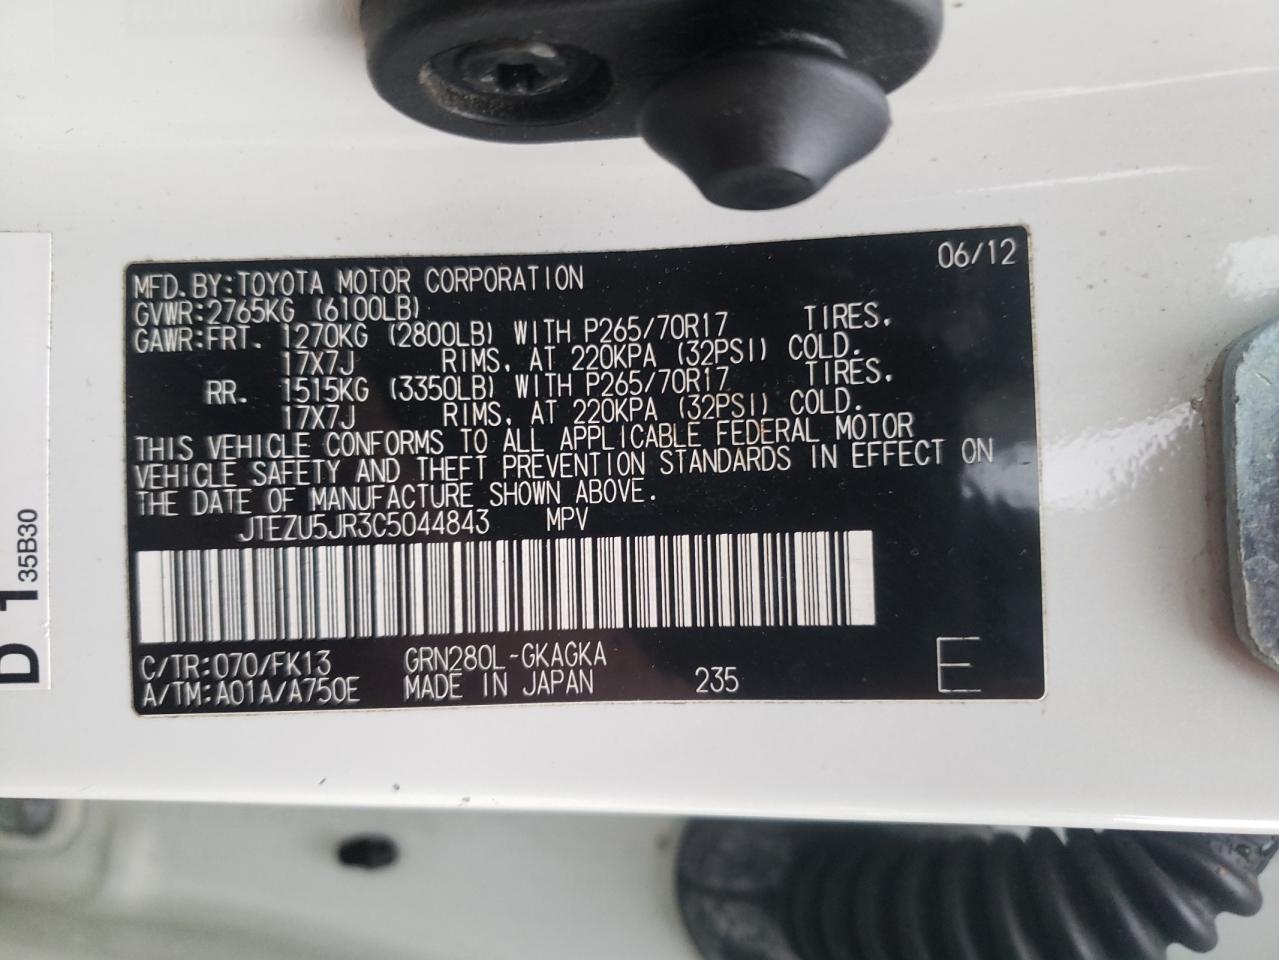 06/12
MFD. BY: TOYOTA MOTOR CORPORATION
GVWR: 2765KG (6100LB)
GAWR: FRT. 1270KG (2800LB) WITH P265/70R17 TIRES,
17X7J RIMS, AT 220KPA (32PSI) COLD.
RR. 1515KG (3350LB) WITH P265/70R17 TIRES,
17X7J RIMS, AT 220KPA (32PSI) COLD.
THIS VEHICLE CONFORMS TO ALL APPLICABLE FEDERAL MOTOR
VEHICLE SAFETY AND THEFT PREVENTION STANDARDS IN EFFECT ON
THE DATE OF MANUFACTURE SHOWN ABOVE.
JTEZU5JR3C5044843 MPV
C/TR: 070/FK13 GRN280L-GKAGKA
A/TM: A01A/A750E MADE IN JAPAN 235 E
D 1
35B30